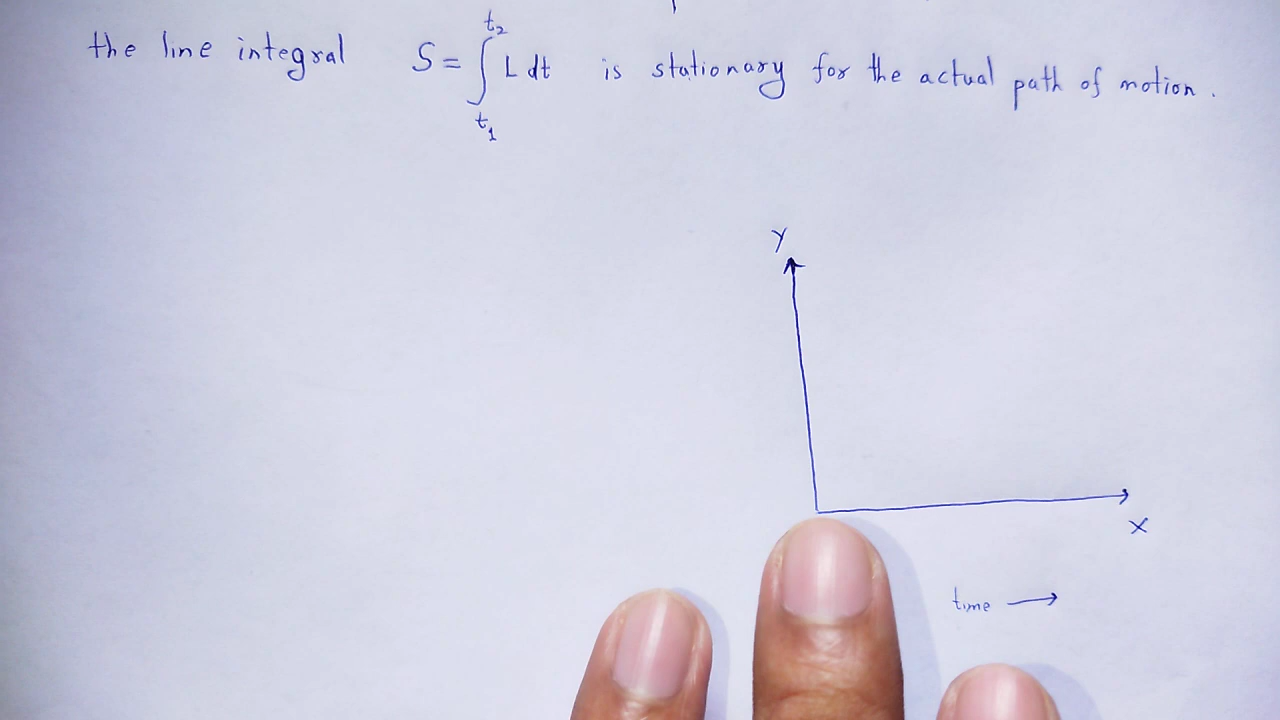 the line integral S = ∫_{t_1}^{t_2} L dt is stationary for the actual path of motion .
Y
X
time →